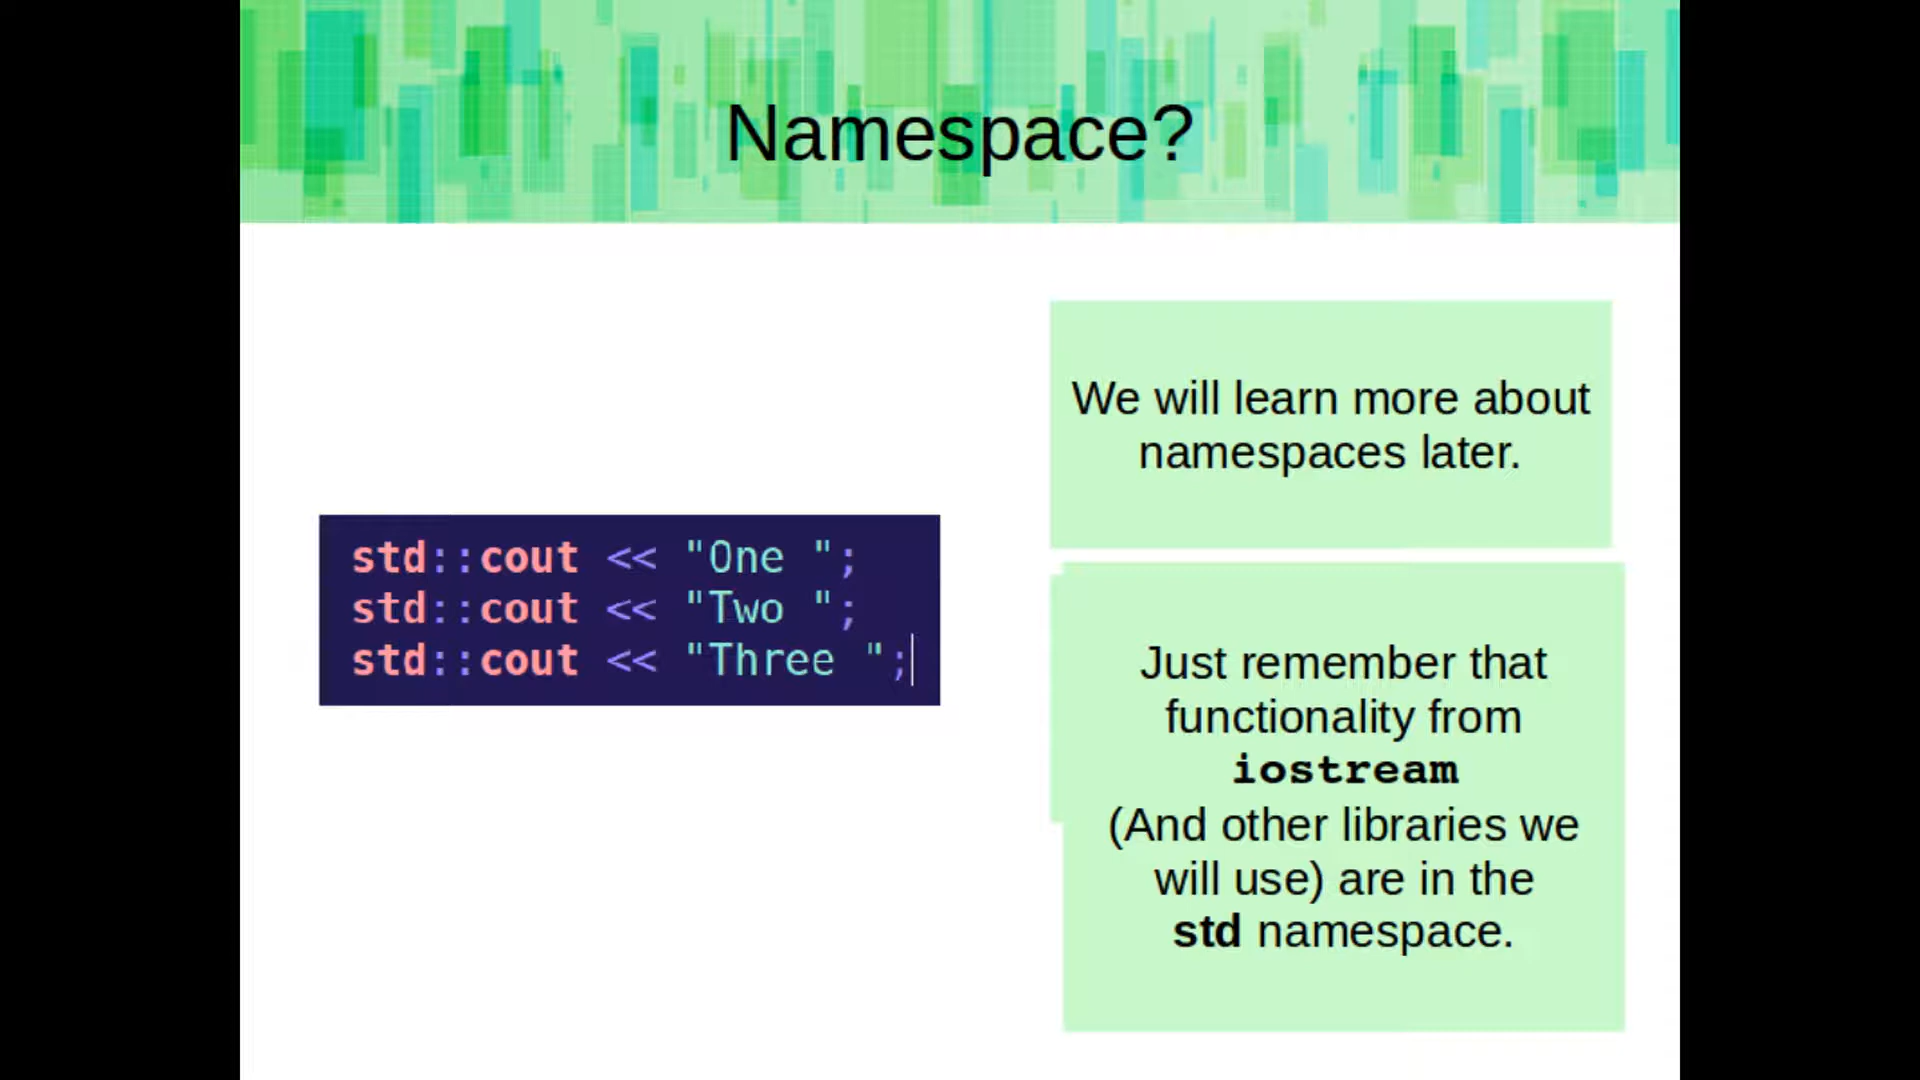 Namespace?
std::cout << "One ";
std::cout << "Two ";
std::cout << "Three ";
We will learn more about
namespaces later.
Just remember that
functionality from
iostream
(And other libraries we
will use) are in the
std namespace.